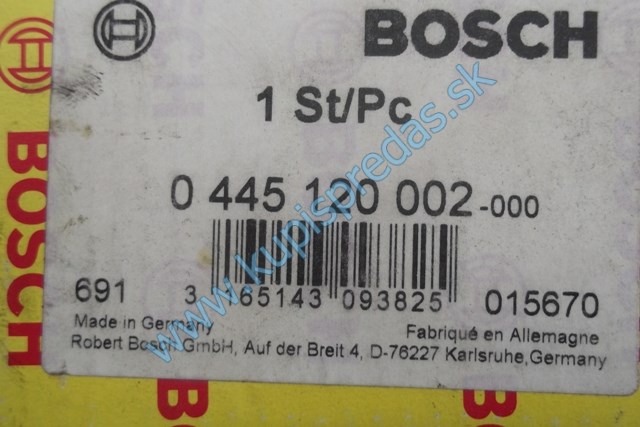 BOSCH
1 St/Pc
0 445 120 002-000
691 3 165143 093825 015670
Made in Germany Fabriqué en Allemagne
Robert Bosch GmbH, Auf der Breit 4, D-76227 Karlsruhe,Germany
www.kupispredas.sk
BOSCH
BOSCH